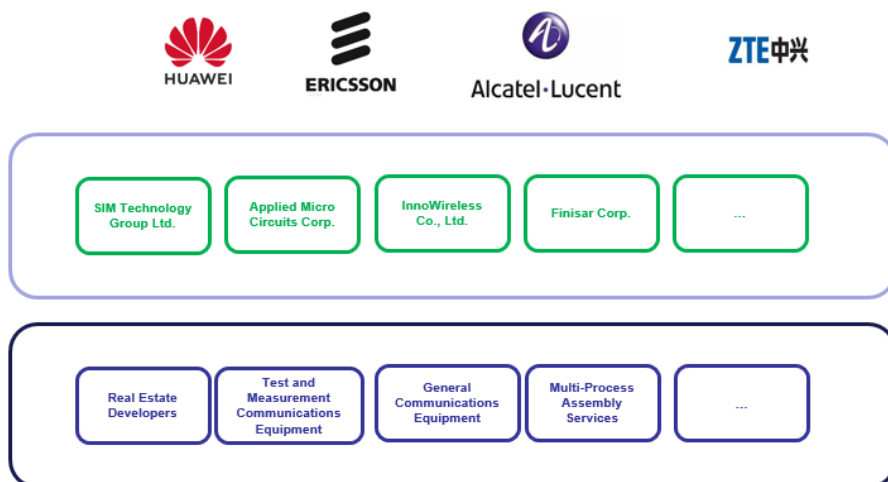 HUAWEI
ERICSSON
Alcatel·Lucent
ZTE中兴
SIM Technology
Group Ltd.
Applied Micro
Circuits Corp.
InnoWireless
Co., Ltd.
Finisar Corp.
...
Real Estate
Developers
Test and
Measurement
Communications
Equipment
General
Communications
Equipment
Multi-Process
Assembly
Services
...